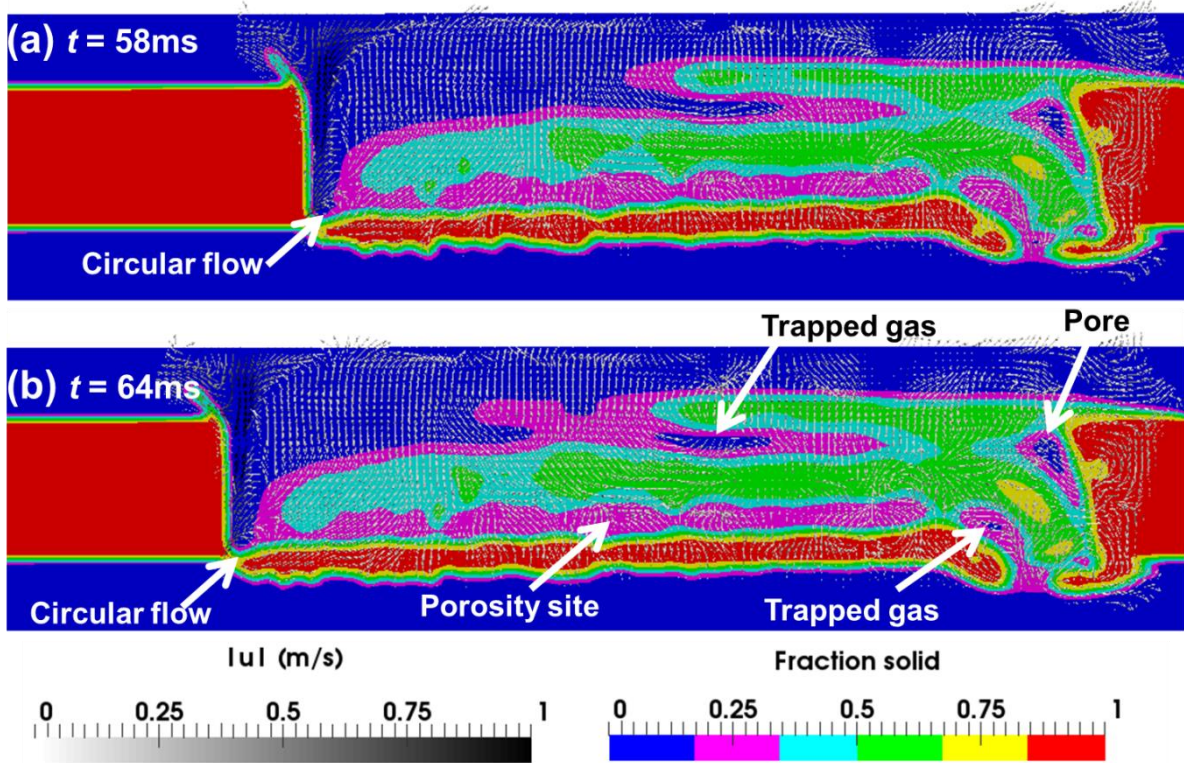 (a) t = 58ms
Circular flow
Trapped gas
Pore
(b) t = 64ms
Circular flow
Porosity site
Trapped gas
|u| (m/s)
Fraction solid
0 0.25 0.5 0.75 1
0 0.25 0.5 0.75 1